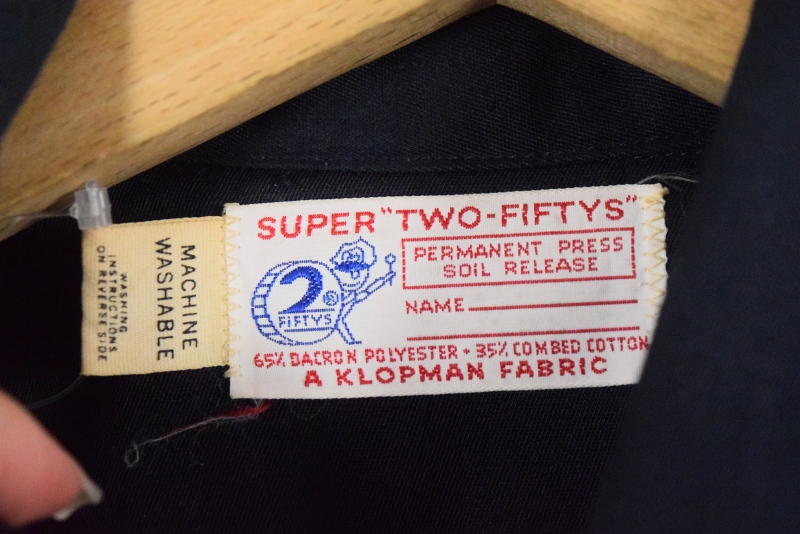 SUPER "TWO-FIFTYS"
PERMANENT PRESS
SOIL RELEASE
2®
FIFTYS
NAME
65% DACRON POLYESTER • 35% COMBED COTTON
A KLOPMAN FABRIC
MACHINE
WASHABLE
WASHING
INSTRUCTIONS
ON REVERSE SIDE